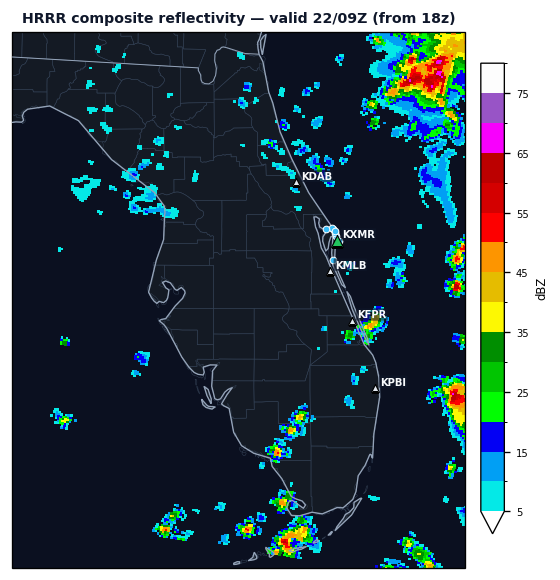 HRRR composite reflectivity — valid 22/09Z (from 18z)
KDAB
KXMR
KMLB
KFPR
KPBI
75
65
55
45
35
25
15
5
dBZ